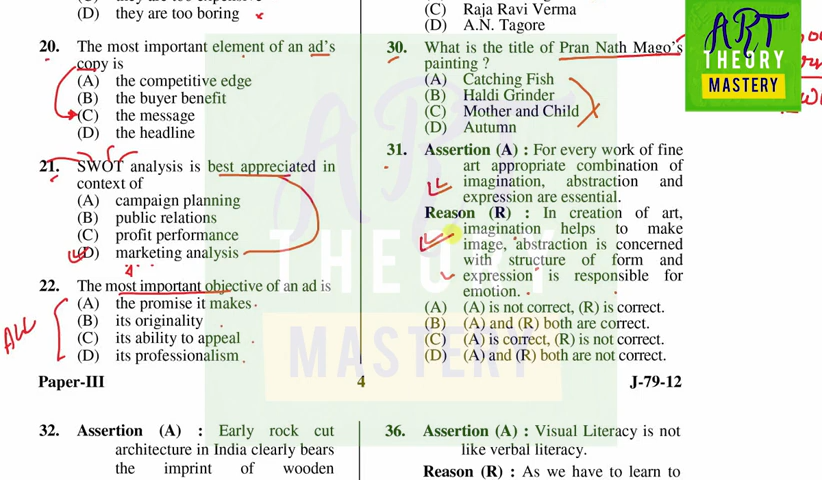 (D) they are too boring
20. The most important element of an ad's
copy is
(A) the competitive edge
(B) the buyer benefit
(C) the message
(D) the headline
21. SWOT analysis is best appreciated in
context of
(A) campaign planning
(B) public relations
(C) profit performance
(D) marketing analysis
22. The most important objective of an ad is
(A) the promise it makes
(B) its originality
(C) its ability to appeal
(D) its professionalism
ALL
(C) Raja Ravi Verma
(D) A.N. Tagore
30. What is the title of Pran Nath Mago's
painting ?
(A) Catching Fish
(B) Haldi Grinder
(C) Mother and Child
(D) Autumn
31. Assertion (A) : For every work of fine
art appropriate combination of
imagination, abstraction and
expression are essential.
Reason (R) : In creation of art,
imagination helps to make
image, abstraction is concerned
with structure of form and
expression is responsible for
emotion.
(A) (A) is not correct, (R) is correct.
(B) (A) and (R) both are correct.
(C) (A) is correct, (R) is not correct.
(D) (A) and (R) both are not correct.
Paper-III 4 J-79-12
32. Assertion (A) : Early rock cut
architecture in India clearly bears
the imprint of wooden
36. Assertion (A) : Visual Literacy is not
like verbal literacy.
Reason (R) : As we have to learn to
ART
THEORY
MASTERY
ART
THEORY
MASTERY